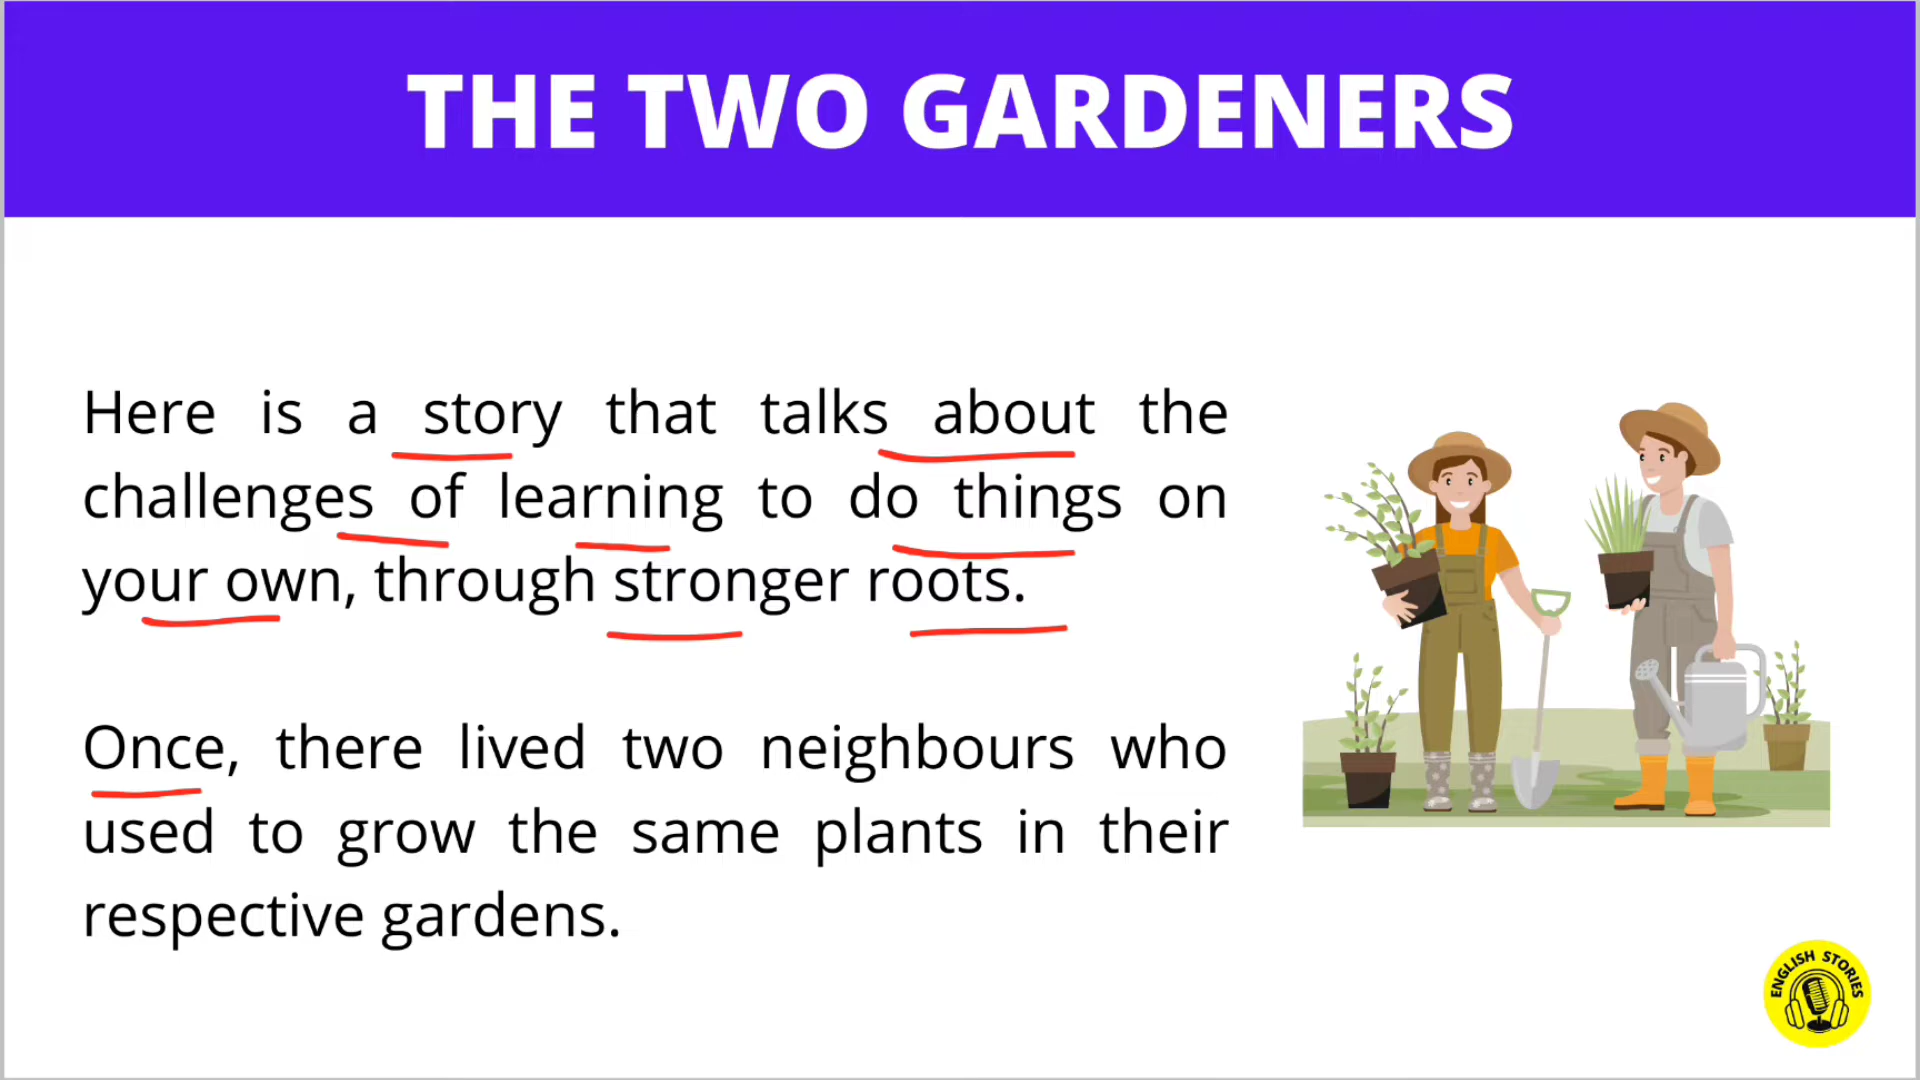 THE TWO GARDENERS
Here is a story that talks about the
challenges of learning to do things on
your own, through stronger roots.
Once, there lived two neighbours who
used to grow the same plants in their
respective gardens.
ENGLISH STORIES